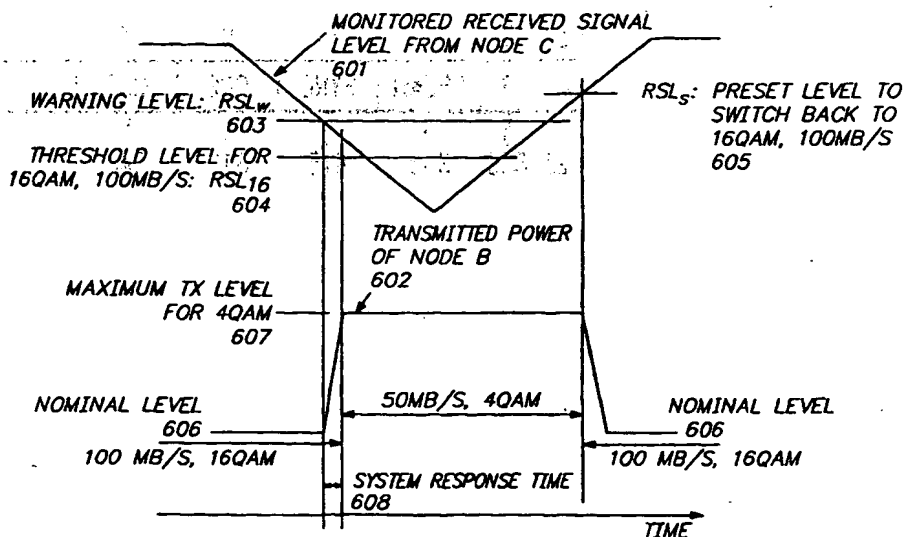 MONITORED RECEIVED SIGNAL
LEVEL FROM NODE C
601
WARNING LEVEL: RSLw
603
RSLs: PRESET LEVEL TO
SWITCH BACK TO
16QAM, 100MB/S
605
THRESHOLD LEVEL FOR
16QAM, 100MB/S: RSL16
604
TRANSMITTED POWER
OF NODE B
602
MAXIMUM TX LEVEL
FOR 4QAM
607
50MB/S, 4QAM
NOMINAL LEVEL
606
100 MB/S, 16QAM
NOMINAL LEVEL
606
100 MB/S, 16QAM
SYSTEM RESPONSE TIME
608
TIME